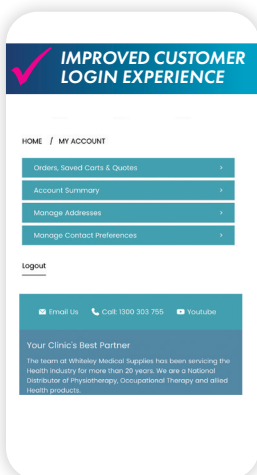 IMPROVED CUSTOMER
LOGIN EXPERIENCE
HOME / MY ACCOUNT
Orders, Saved Carts & Quotes
Account Summary
Manage Addresses
Manage Contact Preferences
Logout
Email Us Call: 1300 303 755 Youtube
Your Clinic's Best Partner
The team at Whiteley Medical Supplies has been servicing the
Health industry for more than 20 years. We are a National
Distributor of Physiotherapy, Occupational Therapy and allied
Health products.